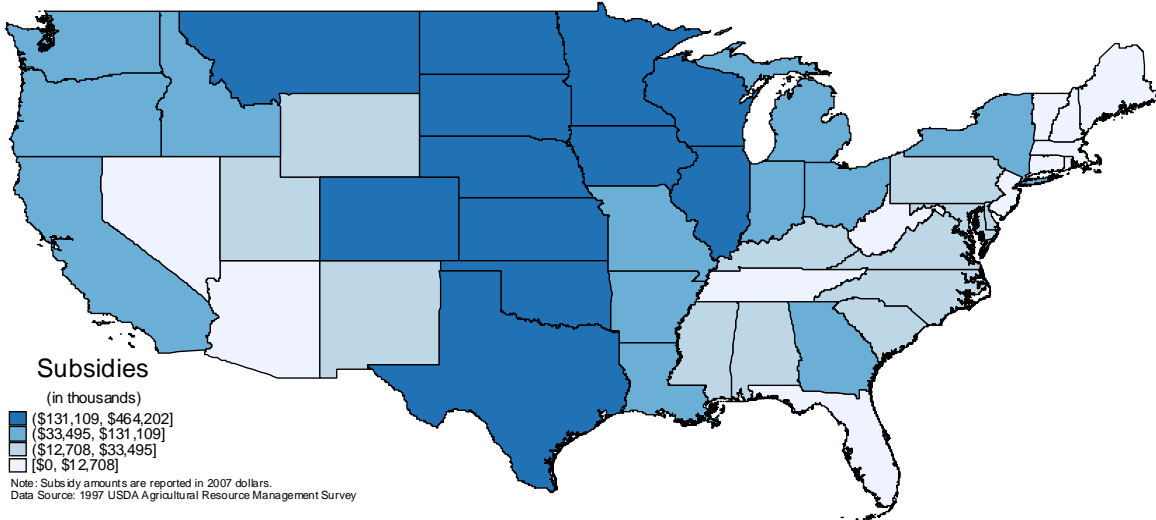 Subsidies
(in thousands)
($131,109, $464,202]
($33,495, $131,109]
($12,708, $33,495]
[$0, $12,708]
Note: Subsidy amounts are reported in 2007 dollars.
Data Source: 1997 USDA Agricultural Resource Management Survey